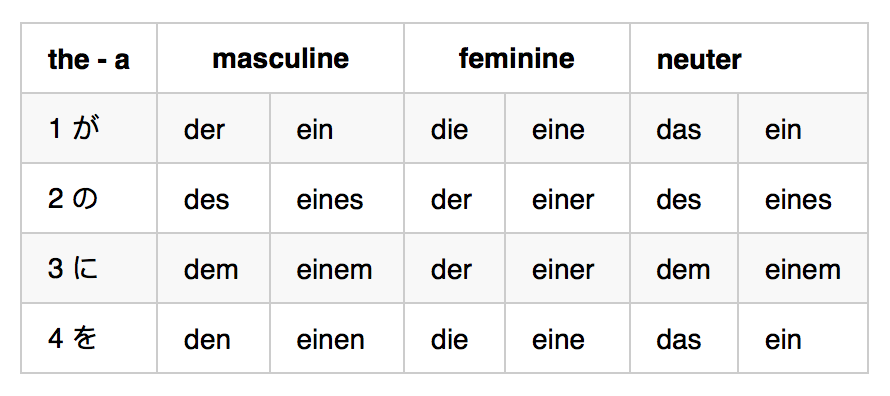 the - a masculine feminine neuter
1 が der ein die eine das ein
2 の des eines der einer des eines
3 に dem einem der einer dem einem
4 を den einen die eine das ein